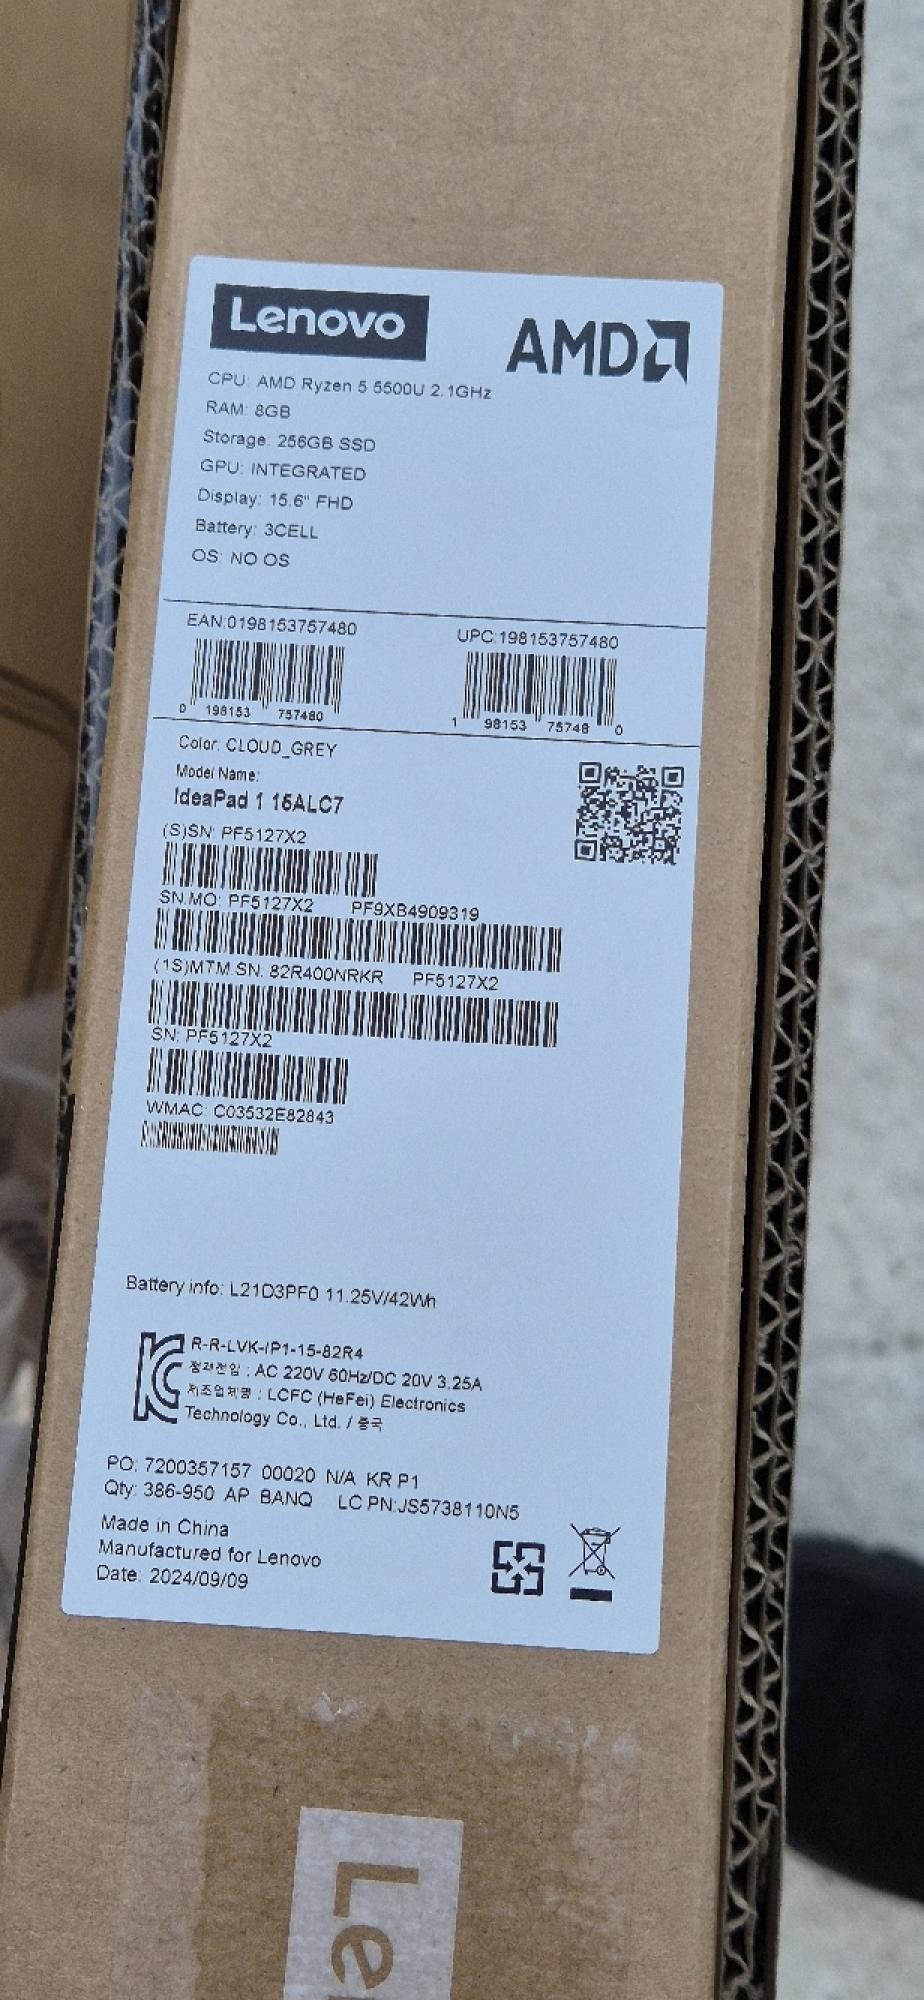 Lenovo
AMD
CPU: AMD Ryzen 5 5500U 2.1GHz
RAM: 8GB
Storage: 256GB SSD
GPU: INTEGRATED
Display: 15.6" FHD
Battery: 3CELL
OS: NO OS
EAN:0198153757480 UPC:198153757480
0 198153 757480 1 98153 75748 0
Color: CLOUD_GREY
Model Name:
IdeaPad 1 15ALC7
(S)SN: PF5127X2
SN.MO: PF5127X2 PF9XB4909319
(1S)MTM.SN: 82R400NRKR PF5127X2
SN: PF5127X2
WMAC: C03532E82843
Battery info: L21D3PF0 11.25V/42Wh
R-R-LVK-IP1-15-82R4
정격전압 : AC 220V 60Hz/DC 20V 3.25A
제조업체명 : LCFC (HeFei) Electronics
Technology Co., Ltd. / 중국
PO: 7200357157 00020 N/A KR P1
Qty: 386-950 AP BANQ LC PN:JS5738110N5
Made in China
Manufactured for Lenovo
Date: 2024/09/09
Le